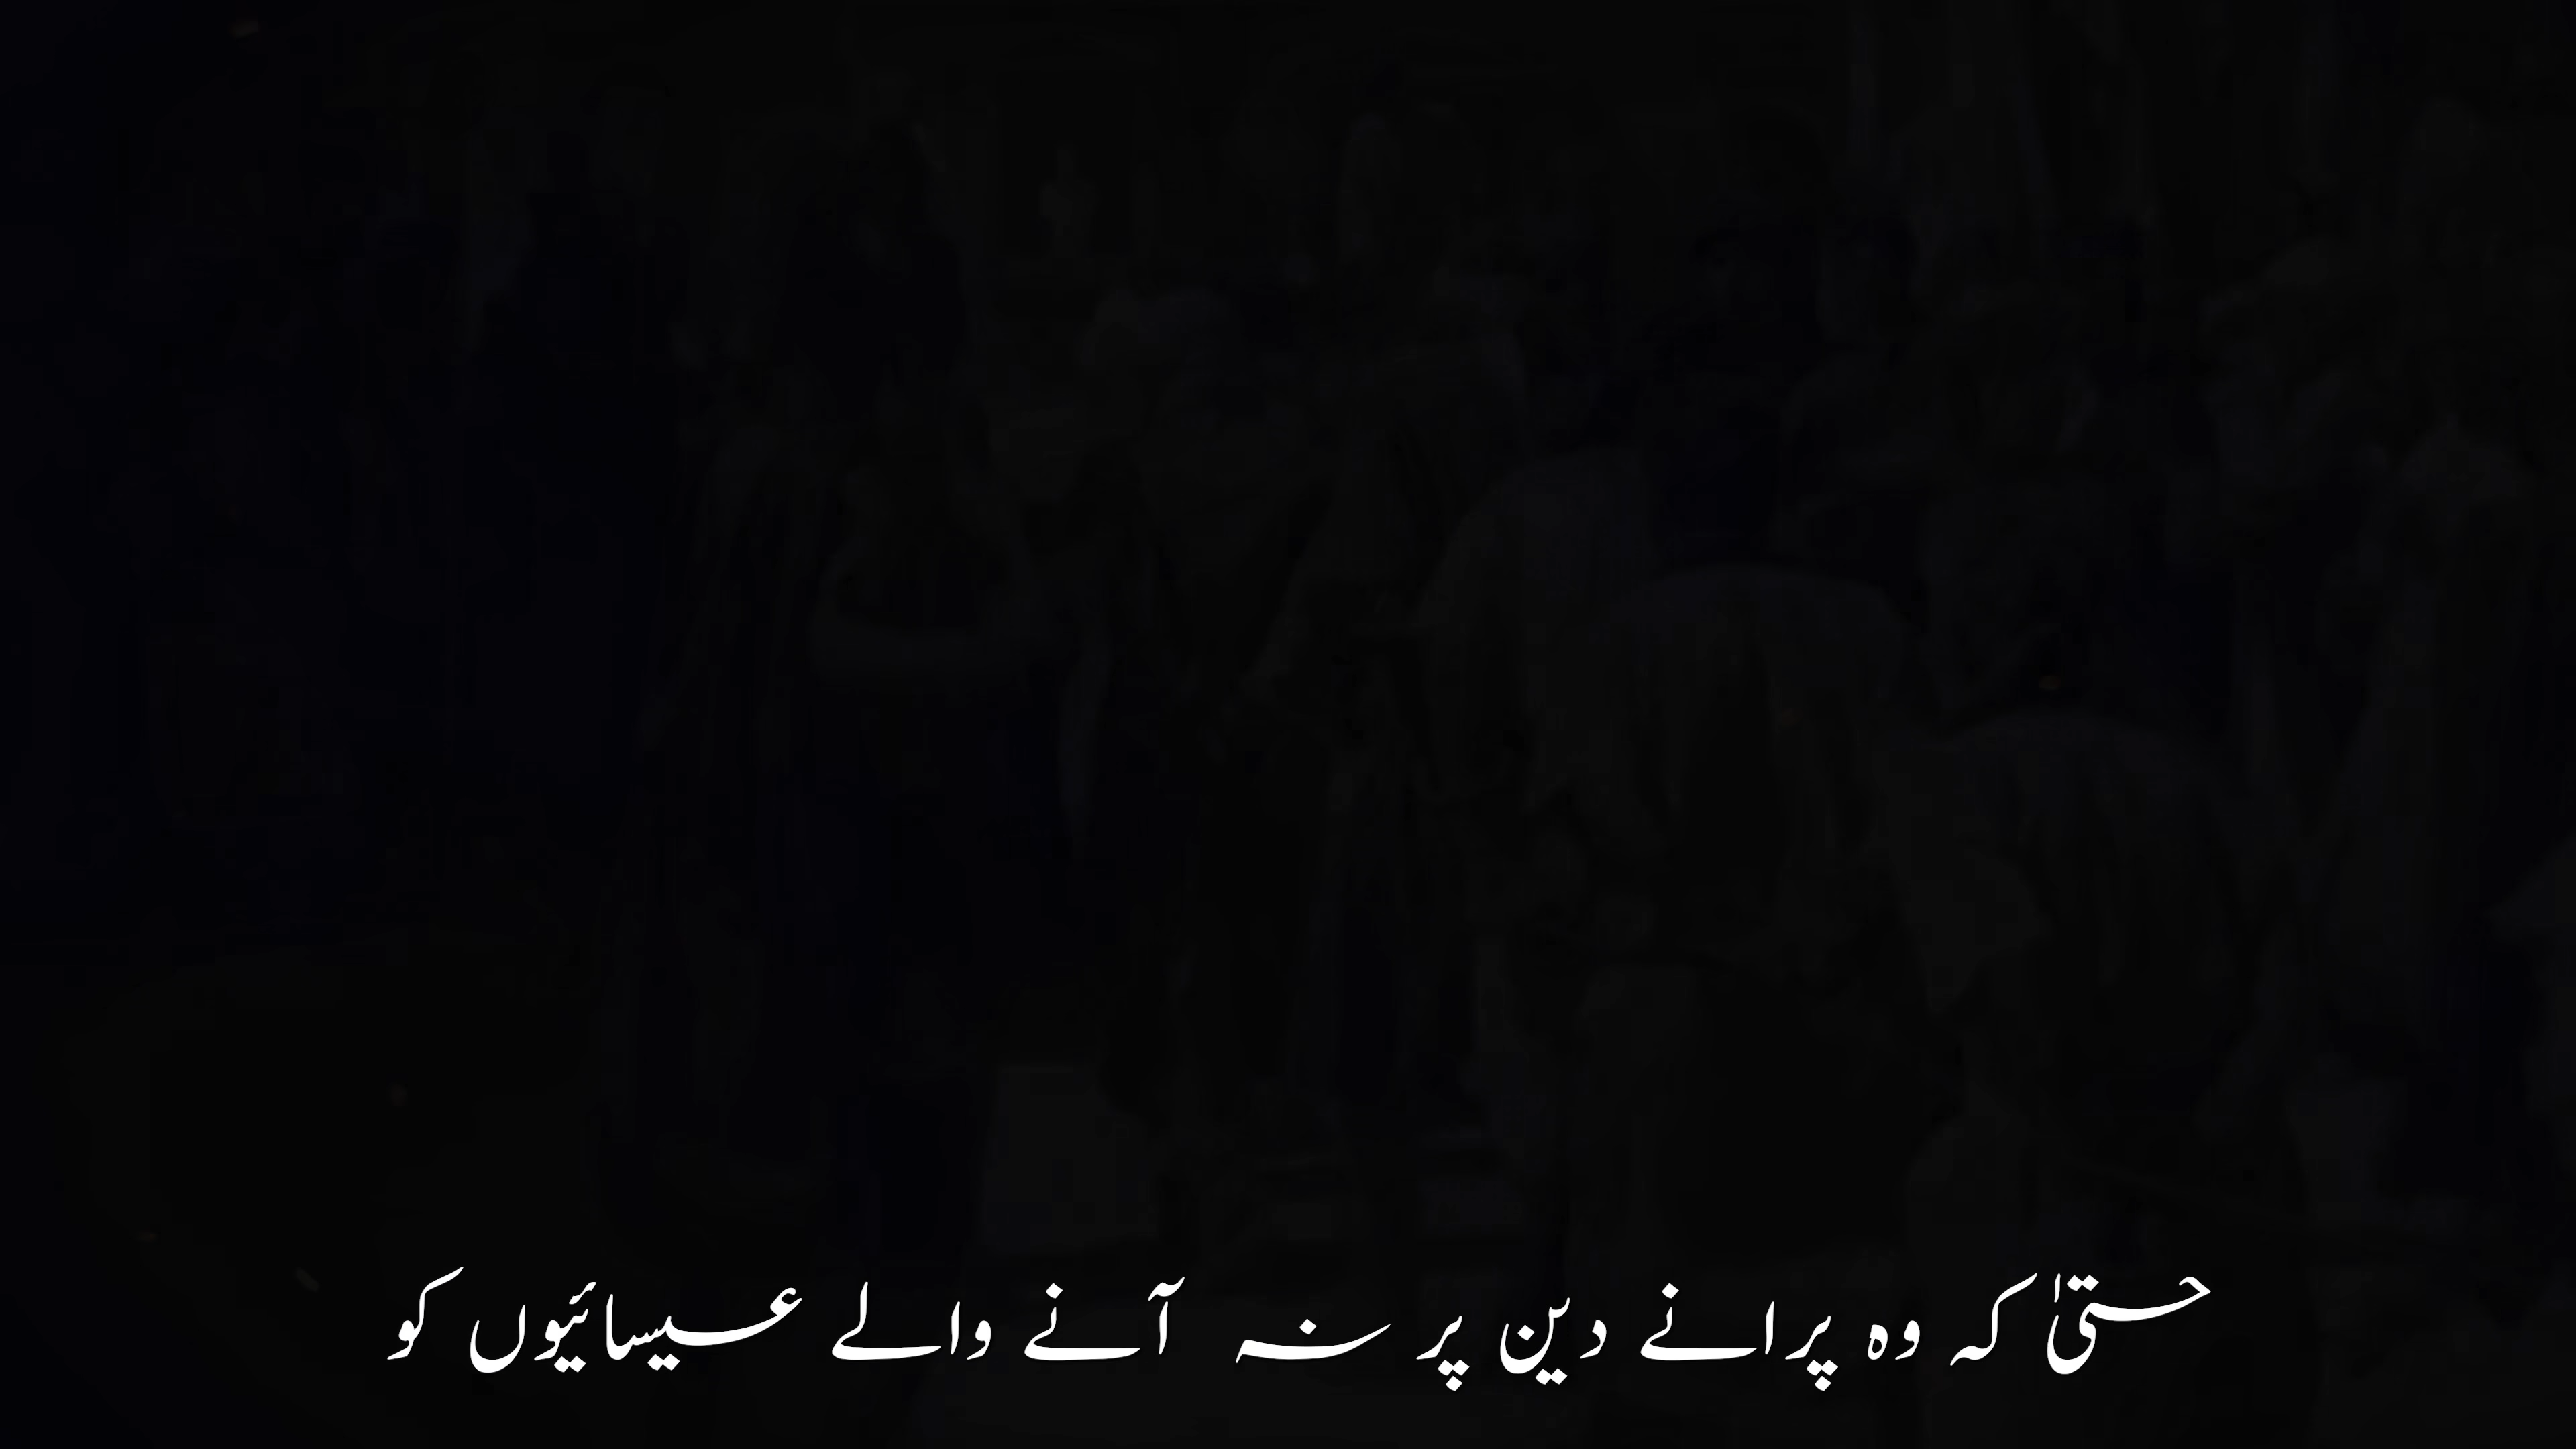 حتیٰ کہ وہ پرانے دین پر نہ آنے والے عیسائیوں کو